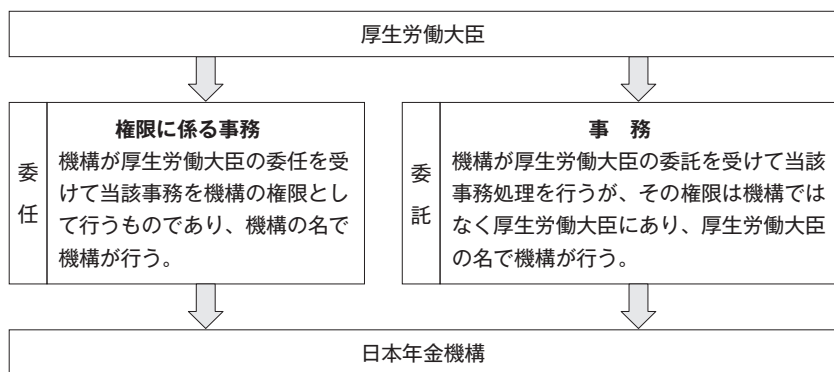 厚生労働大臣
委任
権限に係る事務
機構が厚生労働大臣の委任を受
けて当該事務を機構の権限とし
て行うものであり、機構の名で
機構が行う。
委託
事　務
機構が厚生労働大臣の委託を受けて当該
事務処理を行うが、その権限は機構では
なく厚生労働大臣にあり、厚生労働大臣
の名で機構が行う。
日本年金機構